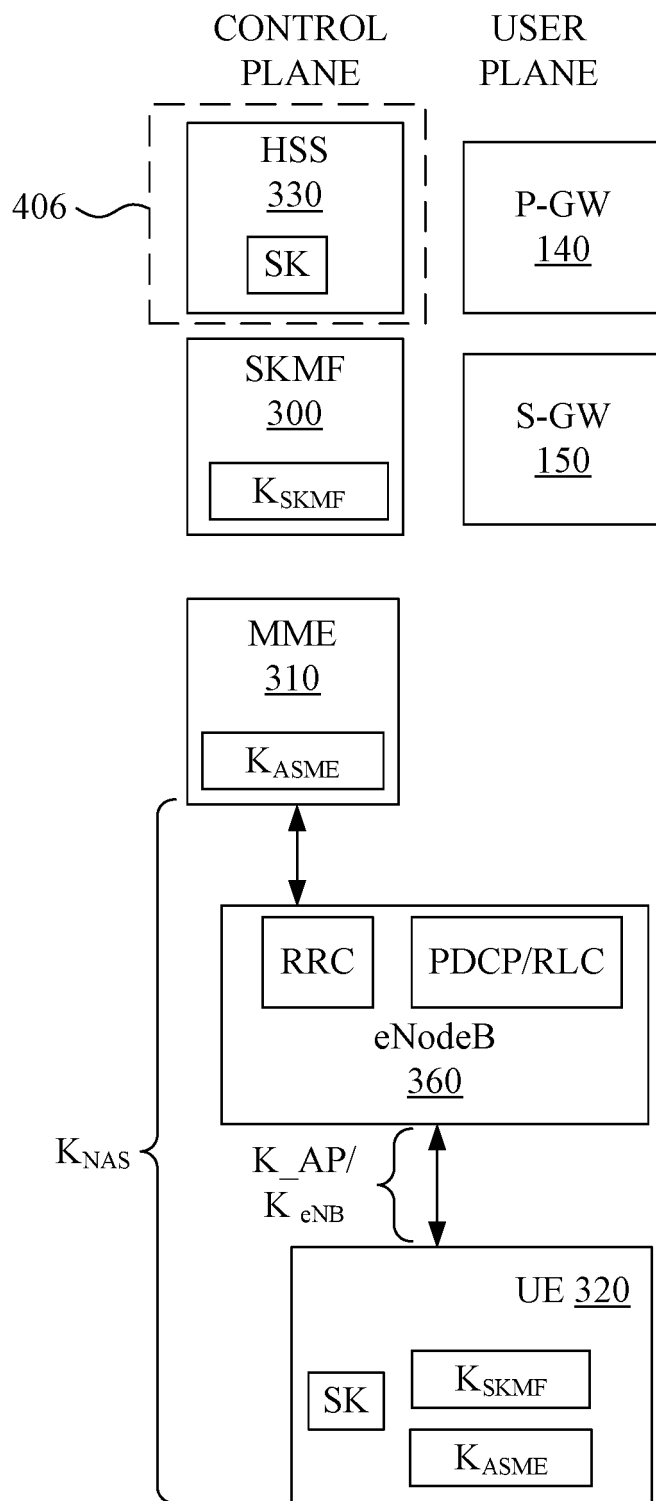 CONTROL PLANE
USER PLANE
406
HSS
330
SK
P-GW
140
SKMF
300
K_SKMF
S-GW
150
MME
310
K_ASME
RRC
PDCP/RLC
eNodeB
360
K_NAS
K_AP/
K eNB
UE 320
SK
K_SKMF
K_ASME